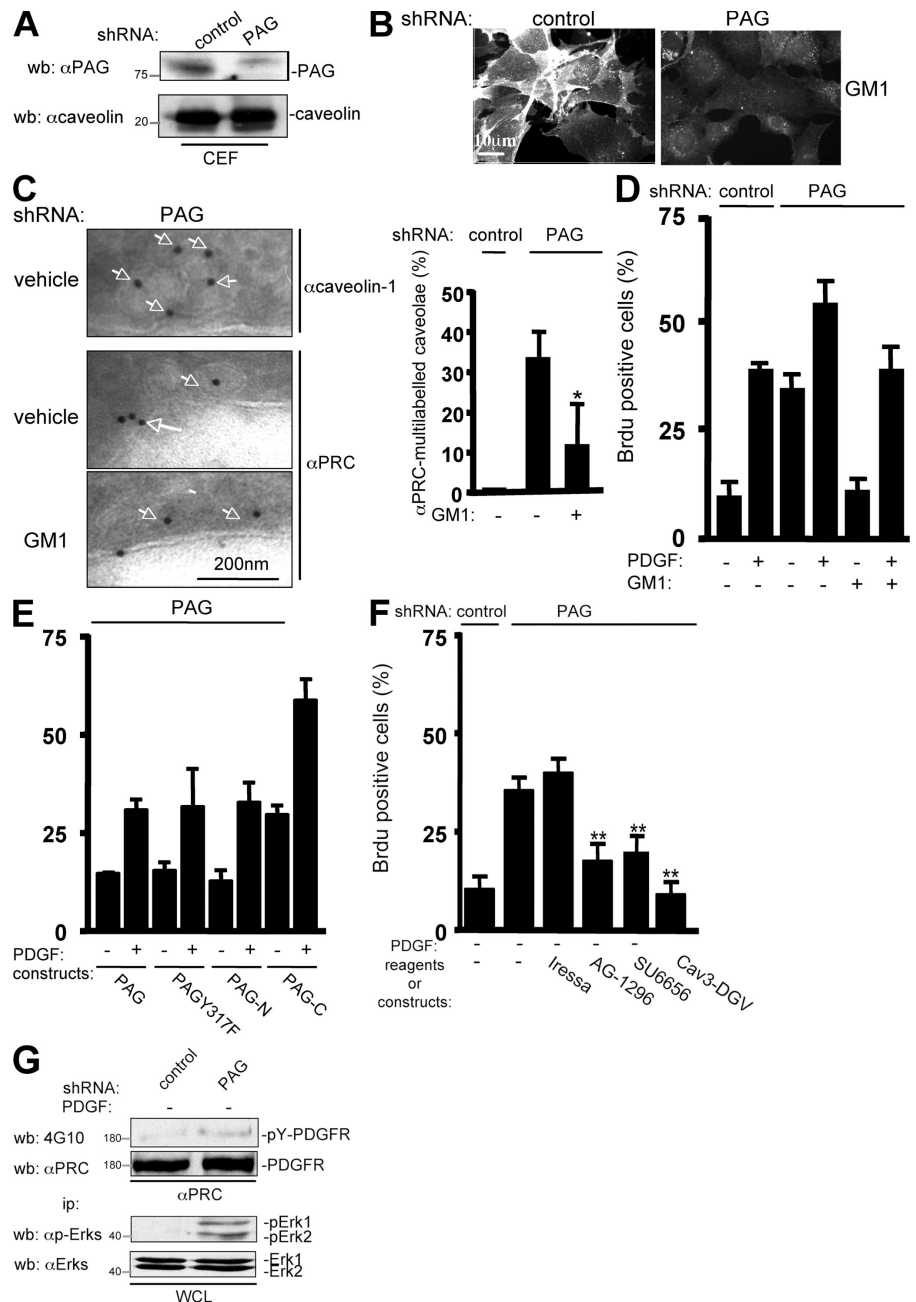 A
shRNA: control PAG
wb: αPAG 75 -PAG
wb: αcaveolin 20 -caveolin
CEF
B
shRNA: control PAG
10µm
GM1
C
shRNA: PAG
vehicle
αcaveolin-1
vehicle
αPRC
GM1
200nm
shRNA: control PAG
αPRC-multilabelled caveolae (%)
50
40
30
20
10
0
*
GM1: - - +
D
shRNA: control PAG
Brdu positive cells (%)
75
50
25
0
PDGF: - + - + - +
GM1: - - - - + +
E
PAG
75
50
25
0
PDGF: - + - + - + - +
constructs: PAG PAGY317F PAG-N PAG-C
F
shRNA: control PAG
Brdu positive cells (%)
75
50
25
0
** ** **
PDGF: - - - - - -
reagents or constructs: - - Iressa AG-1296 SU6656 Cav3-DGV
G
shRNA: control PAG
PDGF: - -
wb: 4G10 180 -pY-PDGFR
wb: αPRC 180 -PDGFR
ip: αPRC
wb: αp-Erks 40 -pErk1
-pErk2
wb: αErks 40 -Erk1
-Erk2
WCL